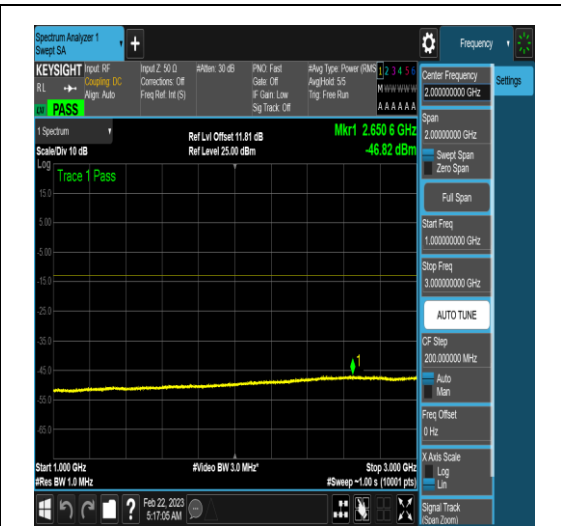 Spectrum Analyzer 1
Swept SA
+
Frequency
KEYSIGHT
Input: RF
Input Z: 50 Ω
#Atten: 30 dB
PNO: Fast
#Avg Type: Power (RMS
1 2 3 4 5 6
RL
Coupling: DC
Corrections: Off
Gate: Off
Avg|Hold: 5/5
M W W W W W
Align: Auto
Freq Ref: Int (S)
IF Gain: Low
Trig: Free Run
PASS
Sig Track: Off
A A A A A A
1 Spectrum
Ref Lvl Offset 11.81 dB
Mkr1 2.650 6 GHz
Scale/Div 10 dB
Ref Level 25.00 dBm
-46.82 dBm
Log
Trace 1 Pass
15.0
5.00
-5.00
-15.0
-25.0
-35.0
-45.0
-55.0
-65.0
1
Start 1.000 GHz
#Video BW 3.0 MHz*
Stop 3.000 GHz
#Res BW 1.0 MHz
#Sweep ~1.00 s (10001 pts)
Feb 22, 2023
5:17:05 AM
?
Center Frequency
2.000000000 GHz
Settings
Span
2.00000000 GHz
Swept Span
Zero Span
Full Span
Start Freq
1.000000000 GHz
Stop Freq
3.000000000 GHz
AUTO TUNE
CF Step
200.000000 MHz
Auto
Man
Freq Offset
0 Hz
X Axis Scale
Log
Lin
Signal Track
(Span Zoom)